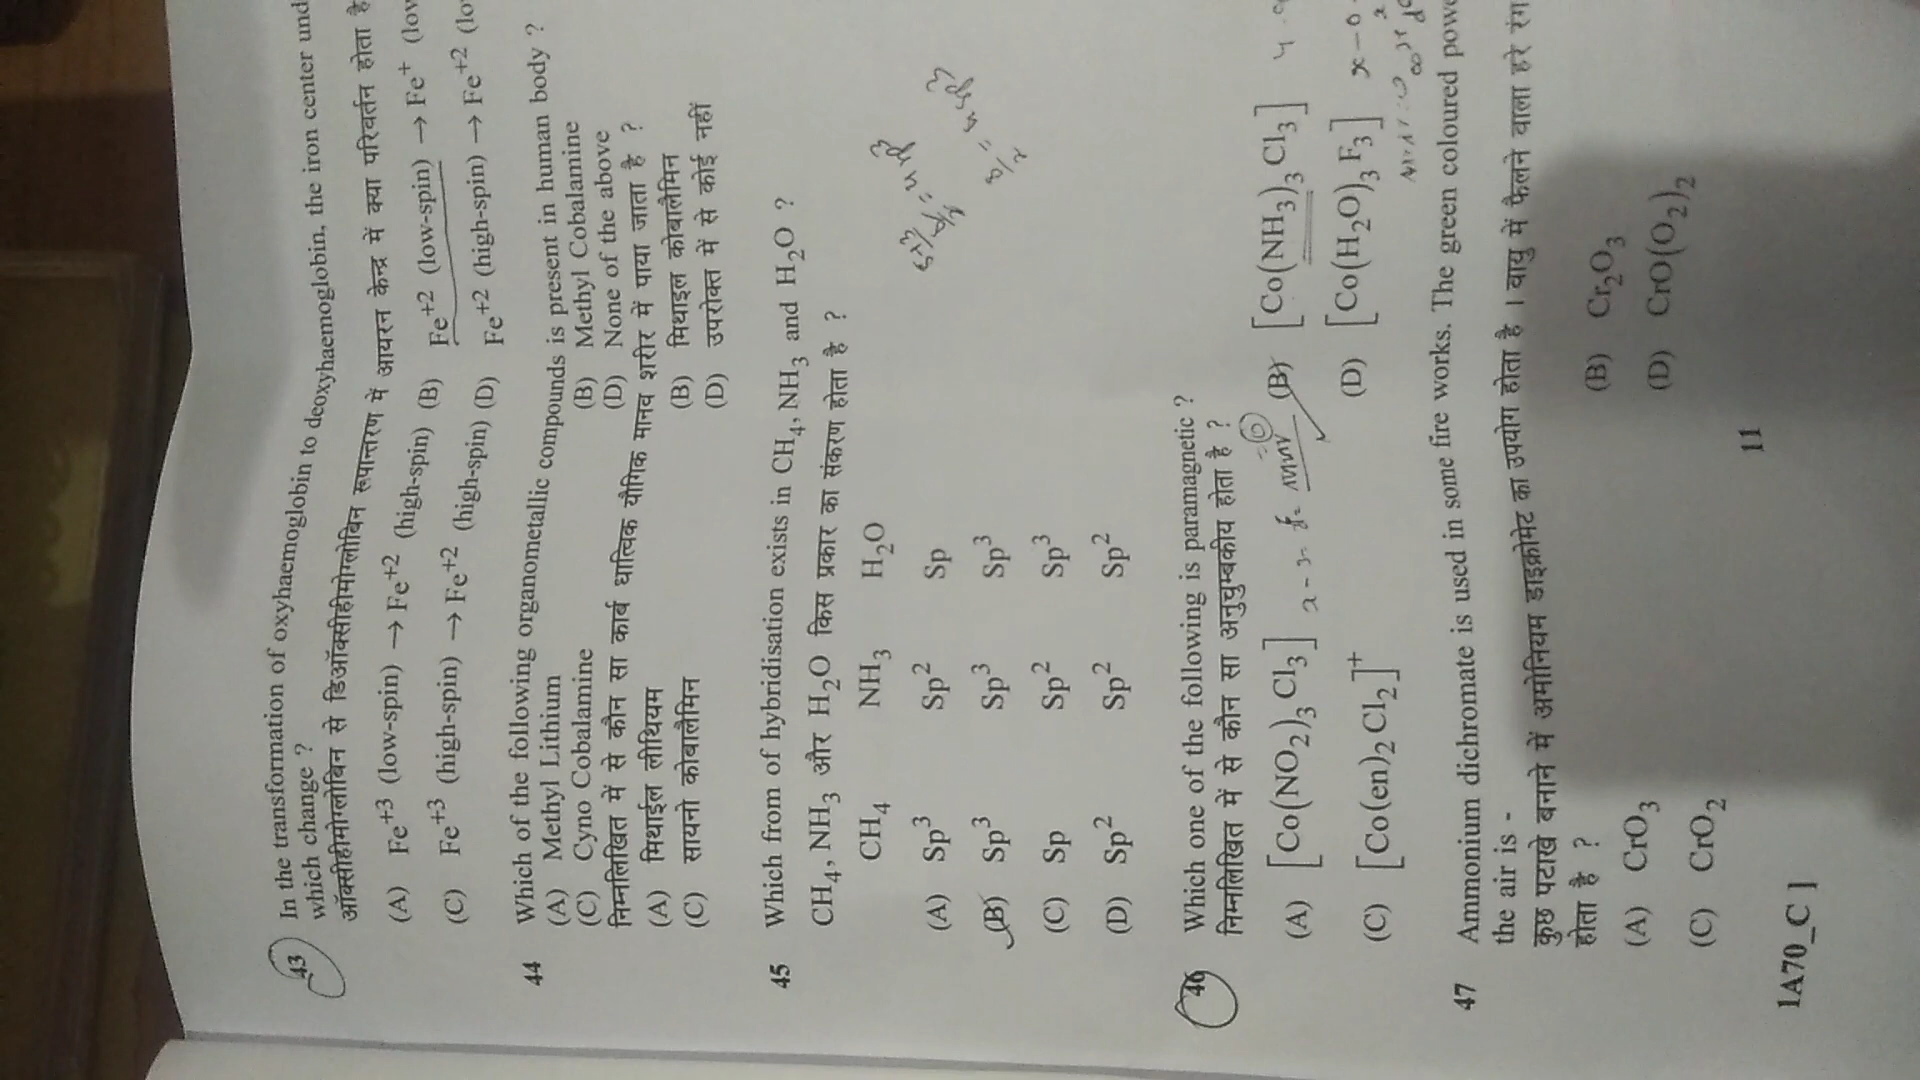 43 In the transformation of oxyhaemoglobin to deoxyhaemoglobin, the iron center und
which change ?
ऑक्सीहीमोग्लोबिन से डिऑक्सीहीमोग्लोबिन रूपान्तरण में आयरन केन्द्र में क्या परिवर्तन होता है
(A) Fe+3 (low-spin) → Fe+2 (high-spin) (B) Fe+2 (low-spin) → Fe+ (low
(C) Fe+3 (high-spin) → Fe+2 (high-spin) (D) Fe+2 (high-spin) → Fe+2 (lo
44 Which of the following organometallic compounds is present in human body ?
(A) Methyl Lithium (B) Methyl Cobalamine
(C) Cyno Cobalamine (D) None of the above
निम्नलिखित में से कौन सा कार्ब धात्विक यौगिक मानव शरीर में पाया जाता है ?
(A) मिथाईल लीथियम (B) मिथाइल कोबालैमिन
(C) सायनो कोबालैमिन (D) उपरोक्त में से कोई नहीं
45 Which from of hybridisation exists in CH4, NH3 and H2O ?
CH4, NH3 और H2O किस प्रकार का संकरण होता है ?
CH4 NH3 H2O
(A) Sp3 Sp2 Sp
(B) Sp3 Sp3 Sp3
(C) Sp Sp2 Sp3
(D) Sp2 Sp2 Sp2
46 Which one of the following is paramagnetic ?
निम्नलिखित में से कौन सा अनुचुम्बकीय होता है ?
(A) [Co(NO2)3Cl3] (B) [Co(NH3)3Cl3]
(C) [Co(en)2Cl2]+ (D) [Co(H2O)3F3]
47 Ammonium dichromate is used in some fire works. The green coloured powe
the air is -
कुछ पटाखे बनाने में अमोनियम डाइक्रोमेट का उपयोग होता है । वायु में फैलने वाला हरे रंग
होता है ?
(A) CrO3 (B) Cr2O3
(C) CrO2 (D) CrO(O2)2
1A70_C ] 11